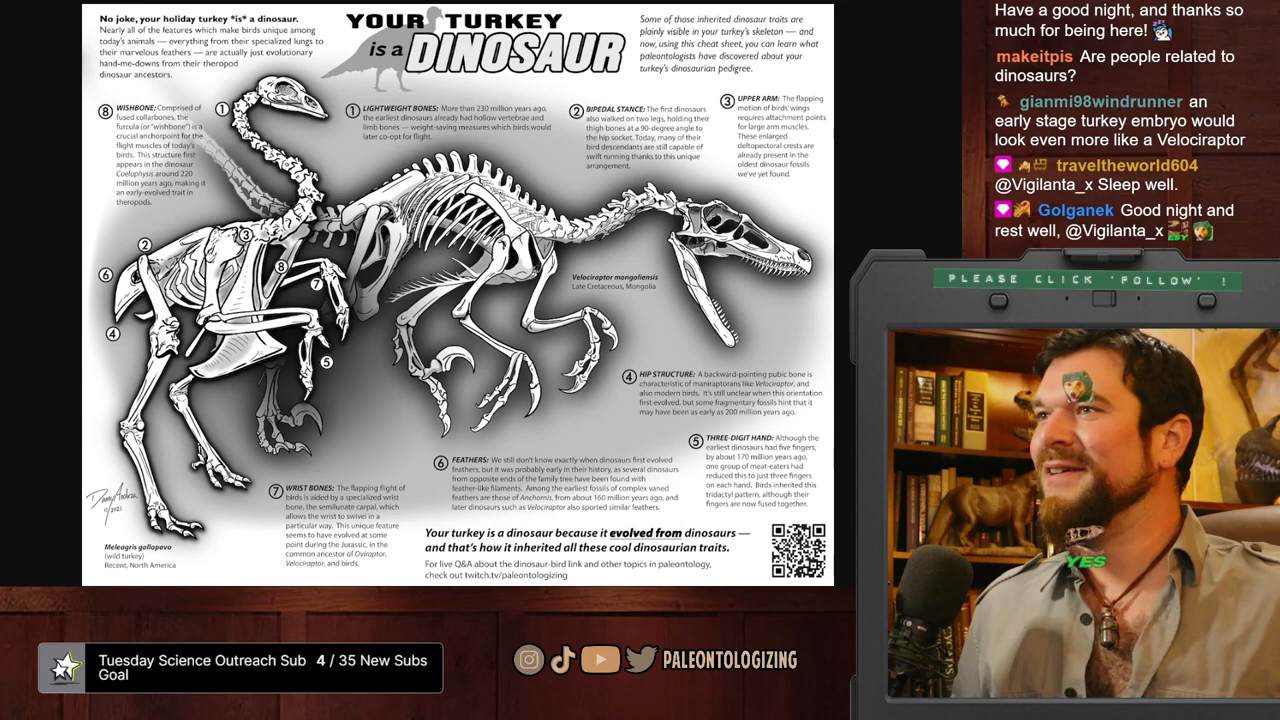 No joke, your holiday turkey *is* a dinosaur.
Nearly all of the features which make birds unique among
today's animals — everything from their specialized lungs to
their marvelous feathers — are actually just evolutionary
hand-me-downs from their theropod
dinosaur ancestors.
YOUR TURKEY
is a DINOSAUR
Some of those inherited dinosaur traits are
plainly visible in your turkey's skeleton — and
now, using this cheat sheet, you can learn what
paleontologists have discovered about your
turkey's dinosaurian pedigree.
8 WISHBONE: Comprised of
fused collarbones, the
furcula (or "wishbone") is a
crucial anchorpoint for the
flight muscles of today's
birds. This structure first
appears in the dinosaur
Coelophysis around 220
million years ago, making it
an early-evolved trait in
theropods.
1 LIGHTWEIGHT BONES: More than 230 million years ago,
the earliest dinosaurs already had hollow vertebrae and
limb bones — weight-saving measures which birds would
later co-opt for flight.
2 BIPEDAL STANCE: The first dinosaurs
also walked on two legs, holding their
thigh bones at a 90-degree angle to
the hip socket. Today, many of their
bird descendants are still capable of
swift running thanks to this unique
arrangement.
3 UPPER ARM: The flapping
motion of birds' wings
requires attachment points
for large arm muscles.
These enlarged
deltopectoral crests are
already present in the
oldest dinosaur fossils
we've yet found.
1
2
3
6
8
7
4
5
Velociraptor mongoliensis
Late Cretaceous, Mongolia
4 HIP STRUCTURE: A backward-pointing pubic bone is
characteristic of maniraptorans like Velociraptor, and
also modern birds. It's still unclear when this orientation
first evolved, but some fragmentary fossils hint that it
may have been as early as 200 million years ago.
5 THREE-DIGIT HAND: Although the
earliest dinosaurs had five fingers,
by about 170 million years ago,
one group of meat-eaters had
reduced this to just three fingers
on each hand. Birds inherited this
tridactyl pattern, although their
fingers are now fused together.
6 FEATHERS: We still don't know exactly when dinosaurs first evolved
feathers, but it was probably early in their history, as several dinosaurs
from opposite ends of the family tree have been found with
feather-like filaments. Among the earliest fossils of complex vaned
feathers are those of Anchornis, from about 160 million years ago, and
later dinosaurs such as Velociraptor also sported similar feathers.
7 WRIST BONES: The flapping flight of
birds is aided by a specialized wrist
bone, the semilunate carpal, which
allows the wrist to swivel in a
particular way. This unique feature
seems to have evolved at some
point during the Jurassic, in the
common ancestor of Oviraptor,
Velociraptor, and birds.
11/2021
Meleagris gallopavo
(wild turkey)
Recent, North America
Your turkey is a dinosaur because it evolved from dinosaurs —
and that's how it inherited all these cool dinosaurian traits.
For live Q&A about the dinosaur-bird link and other topics in paleontology,
check out twitch.tv/paleontologizing
Have a good night, and thanks so
much for being here!
makeitpis Are people related to
dinosaurs?
gianmi98windrunner an
early stage turkey embryo would
look even more like a Velociraptor
traveltheworld604
@Vigilanta_x Sleep well.
Golganek Good night and
rest well, @Vigilanta_x
PLEASE CLICK 'FOLLOW' !
YES
Tuesday Science Outreach Sub 4 / 35 New Subs
Goal
PALEONTOLOGIZING